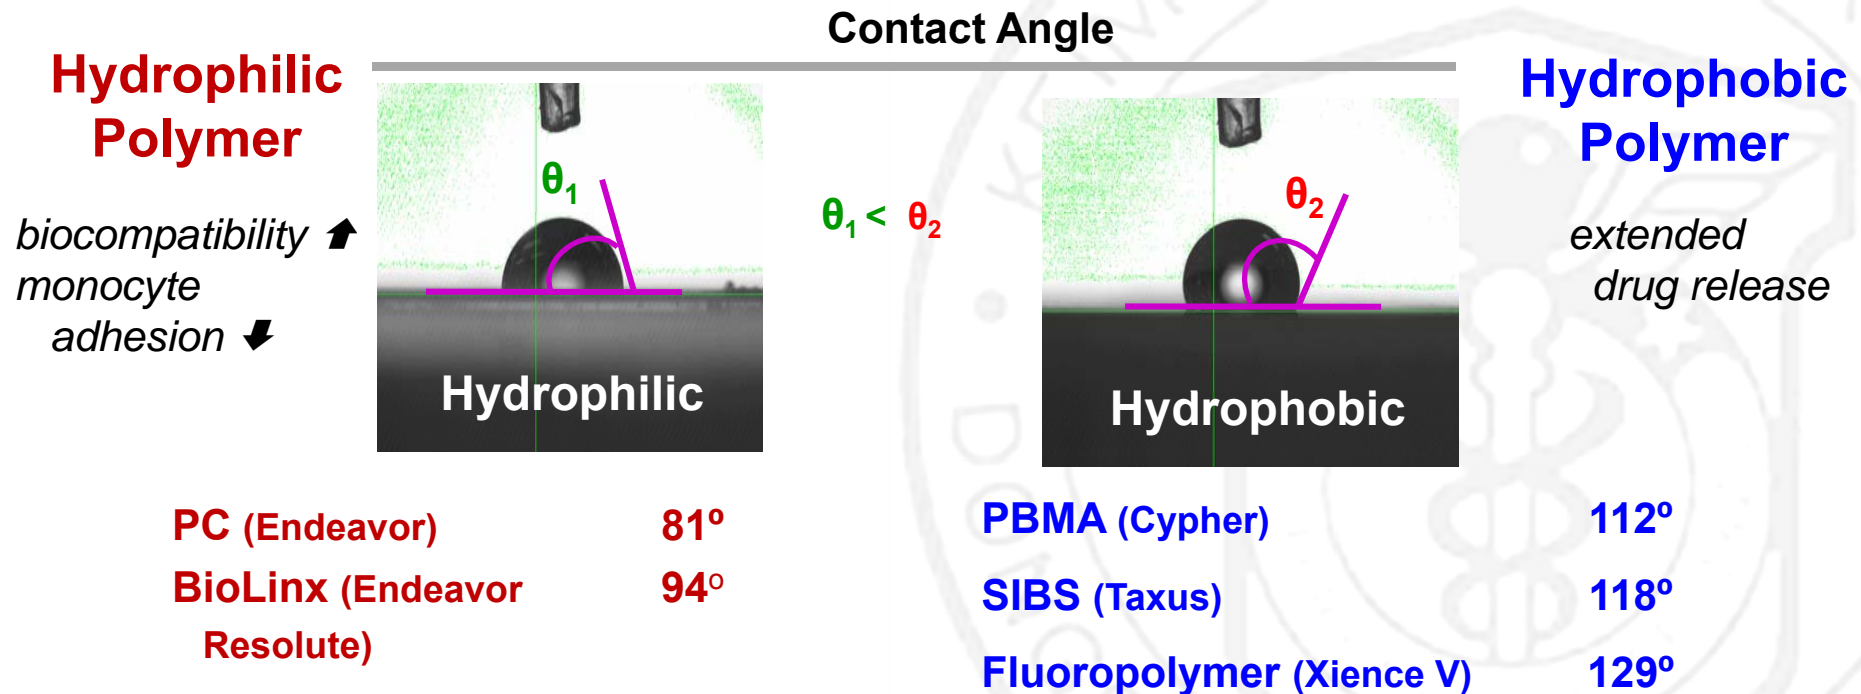 Contact Angle
Hydrophilic
Polymer
biocompatibility ⬆
monocyte
adhesion ⬇
θ1
Hydrophilic
θ1 < θ2
θ2
Hydrophobic
Hydrophobic
Polymer
extended
drug release
PC (Endeavor) 81º
BioLinx (Endeavor 94º
Resolute)
PBMA (Cypher) 112º
SIBS (Taxus) 118º
Fluoropolymer (Xience V) 129º